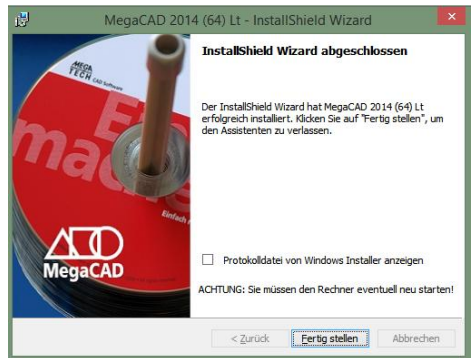 MegaCAD 2014 (64) Lt - InstallShield Wizard
InstallShield Wizard abgeschlossen
Der InstallShield Wizard hat MegaCAD 2014 (64) Lt
erfolgreich installiert. Klicken Sie auf "Fertig stellen", um
den Assistenten zu verlassen.
MEGA
TECH CAD Software
Einfach
MegaCAD
Protokolldatei von Windows Installer anzeigen
ACHTUNG: Sie müssen den Rechner eventuell neu starten!
< Zurück
Fertig stellen
Abbrechen